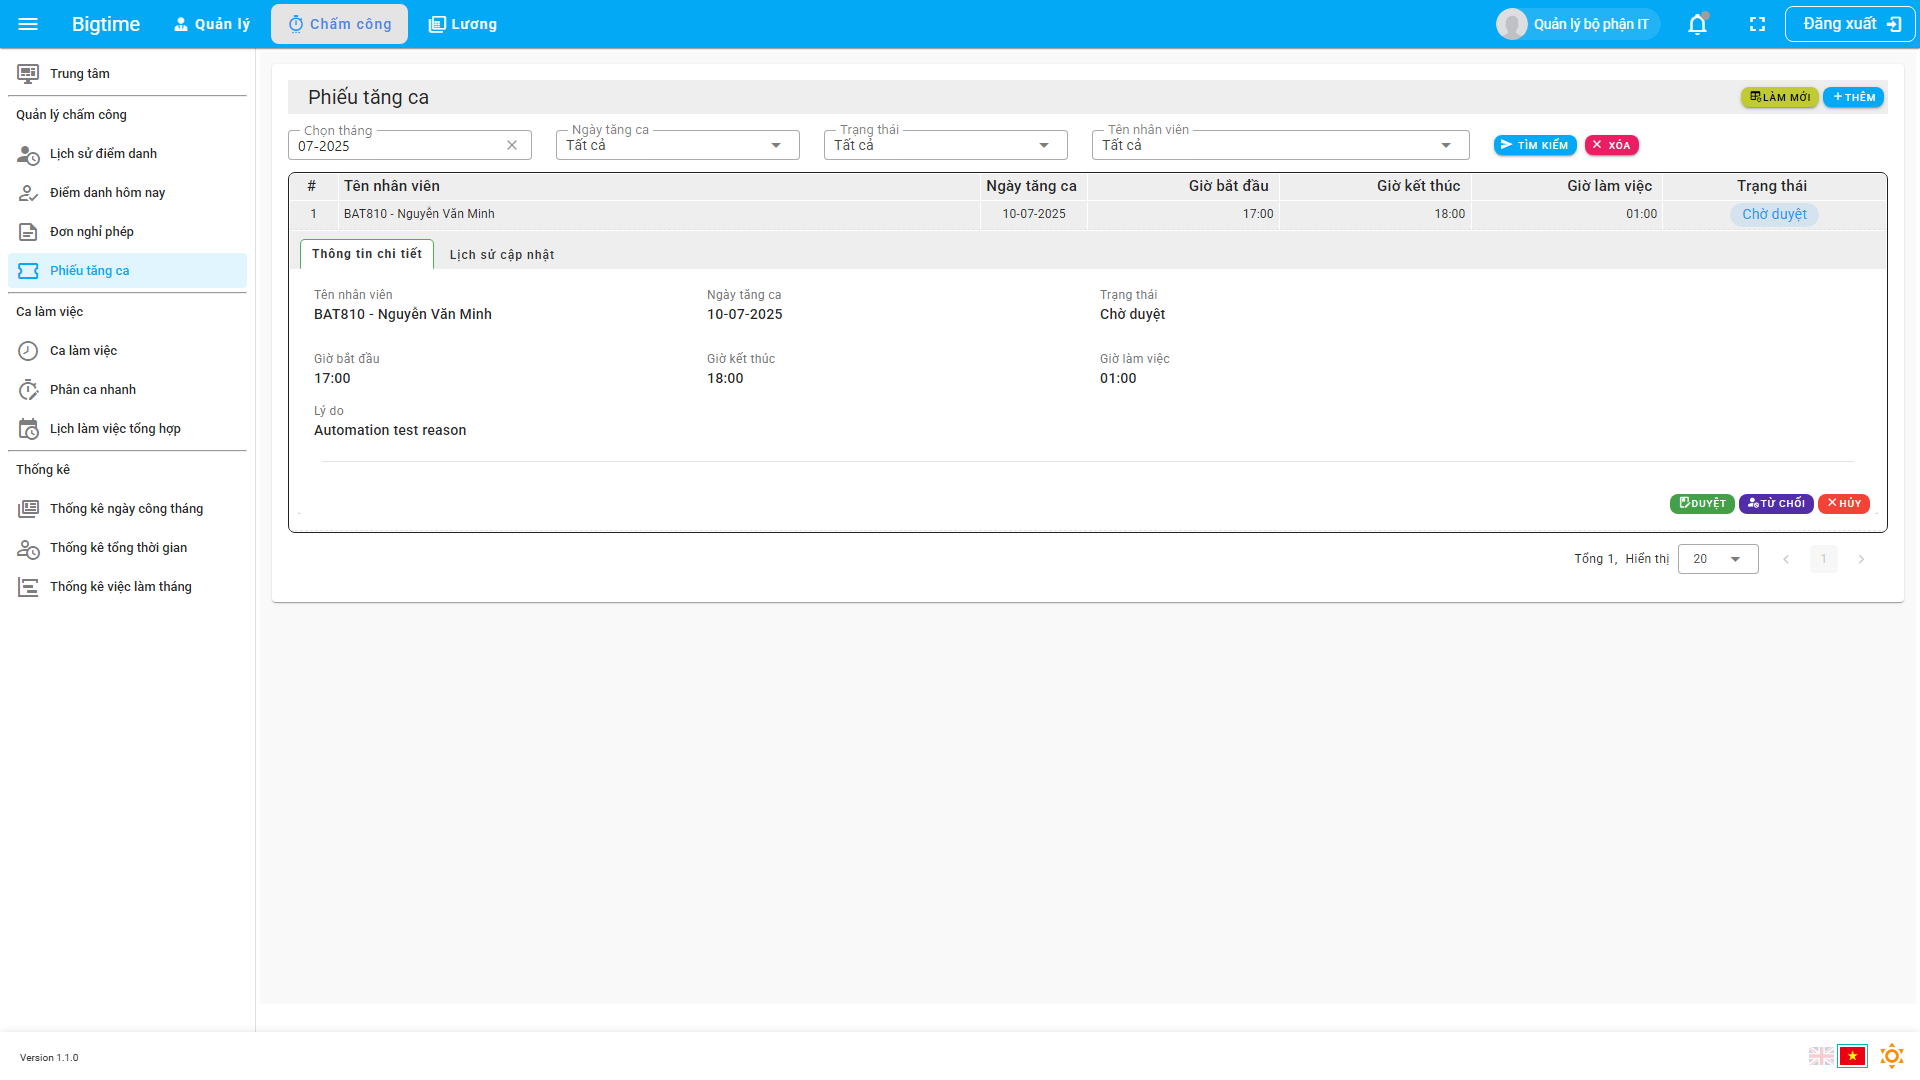 Bigtime
Quản lý
Chấm công
Lương
Quản lý bộ phận IT
Đăng xuất
Trung tâm
Quản lý chấm công
Lịch sử điểm danh
Điểm danh hôm nay
Đơn nghỉ phép
Phiếu tăng ca
Ca làm việc
Ca làm việc
Phân ca nhanh
Lịch làm việc tổng hợp
Thống kê
Thống kê ngày công tháng
Thống kê tổng thời gian
Thống kê việc làm tháng
Phiếu tăng ca
LÀM MỚI
THÊM
Chọn tháng
07-2025
Ngày tăng ca
Tất cả
Trạng thái
Tất cả
Tên nhân viên
Tất cả
TÌM KIẾM
XÓA
# Tên nhân viên Ngày tăng ca Giờ bắt đầu Giờ kết thúc Giờ làm việc Trạng thái
1 BAT810 - Nguyễn Văn Minh 10-07-2025 17:00 18:00 01:00 Chờ duyệt
Thông tin chi tiết
Lịch sử cập nhật
Tên nhân viên
BAT810 - Nguyễn Văn Minh
Ngày tăng ca
10-07-2025
Trạng thái
Chờ duyệt
Giờ bắt đầu
17:00
Giờ kết thúc
18:00
Giờ làm việc
01:00
Lý do
Automation test reason
DUYỆT
TỪ CHỐI
HỦY
Tổng 1, Hiển thị 20
1
Version 1.1.0